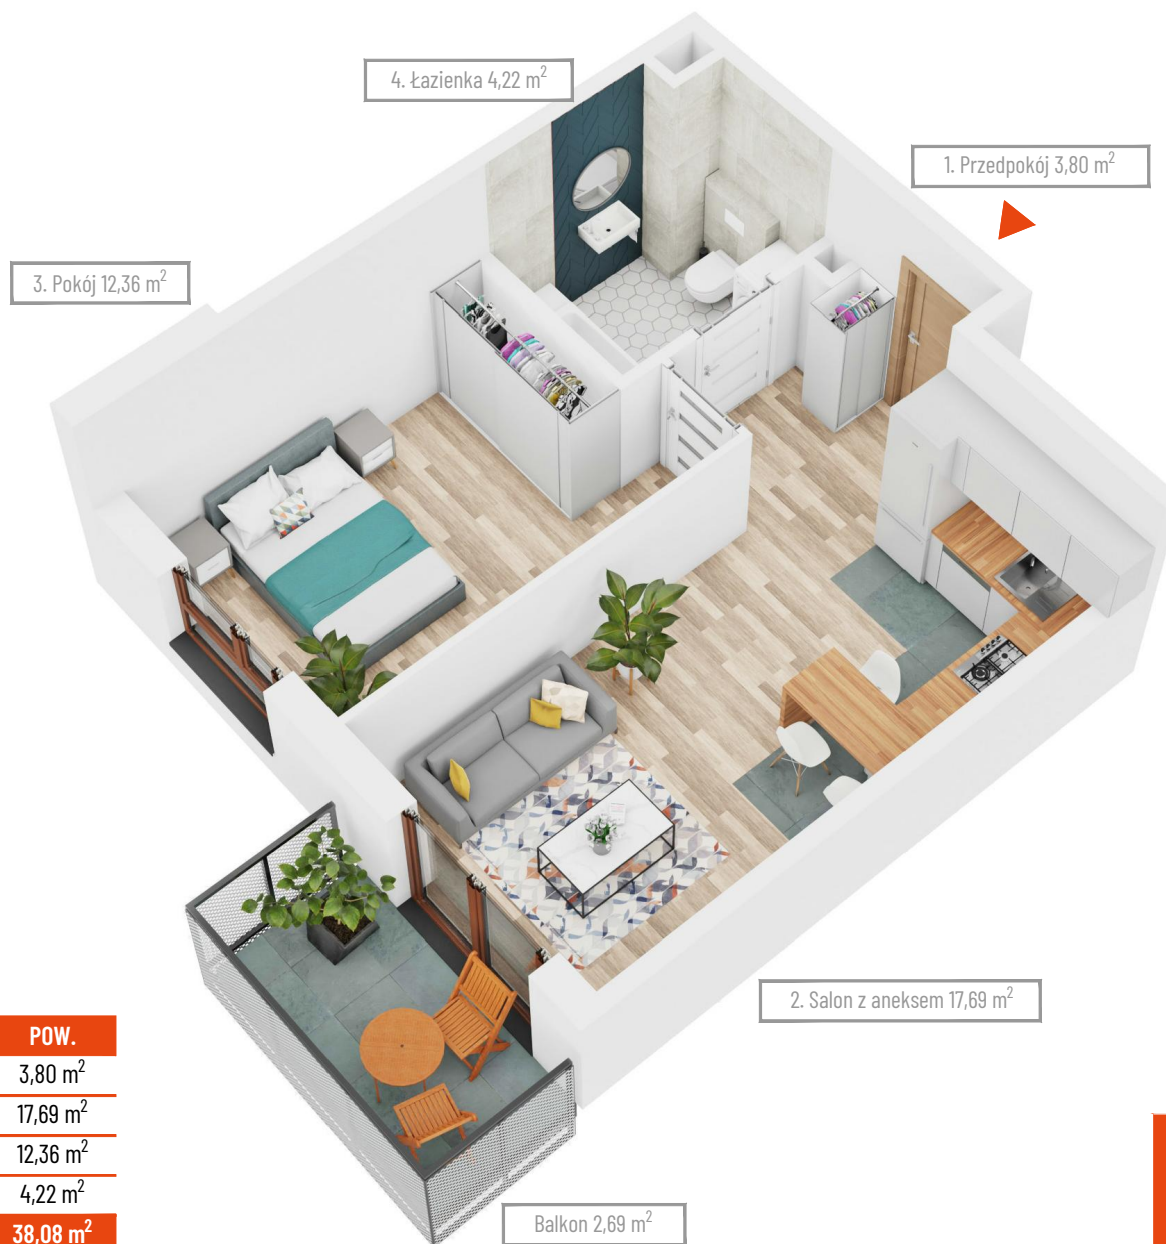 4. Łazienka 4,22 m²
1. Przedpokój 3,80 m²
3. Pokój 12,36 m²
2. Salon z aneksem 17,69 m²
POW.
3,80 m²
17,69 m²
12,36 m²
4,22 m²
38,08 m²
Balkon 2,69 m²